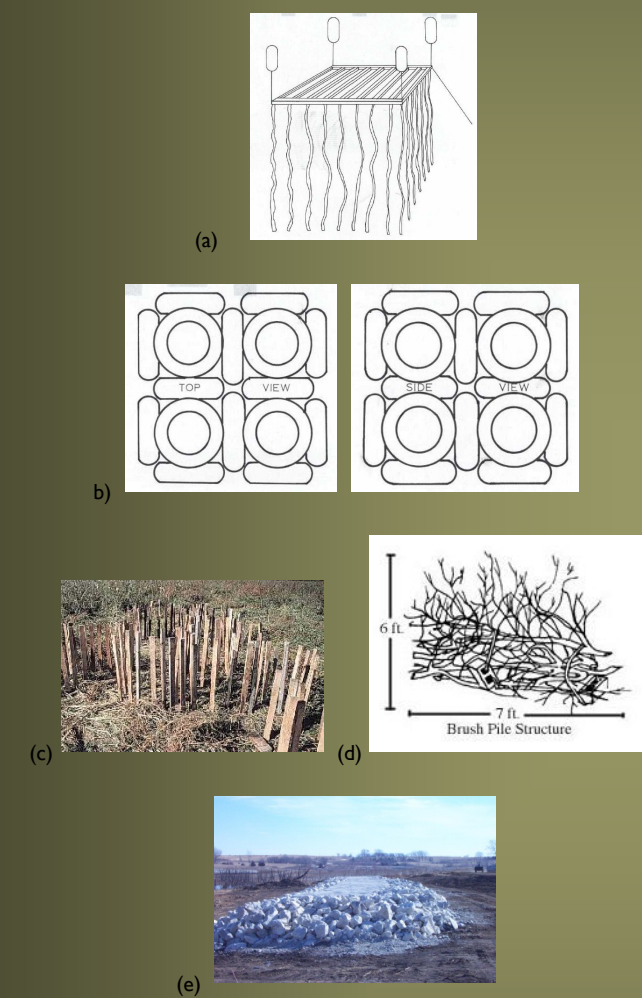 (a)
TOP VIEW
SIDE VIEW
b)
6 ft.
7 ft.
Brush Pile Structure
(c)
(d)
(e)